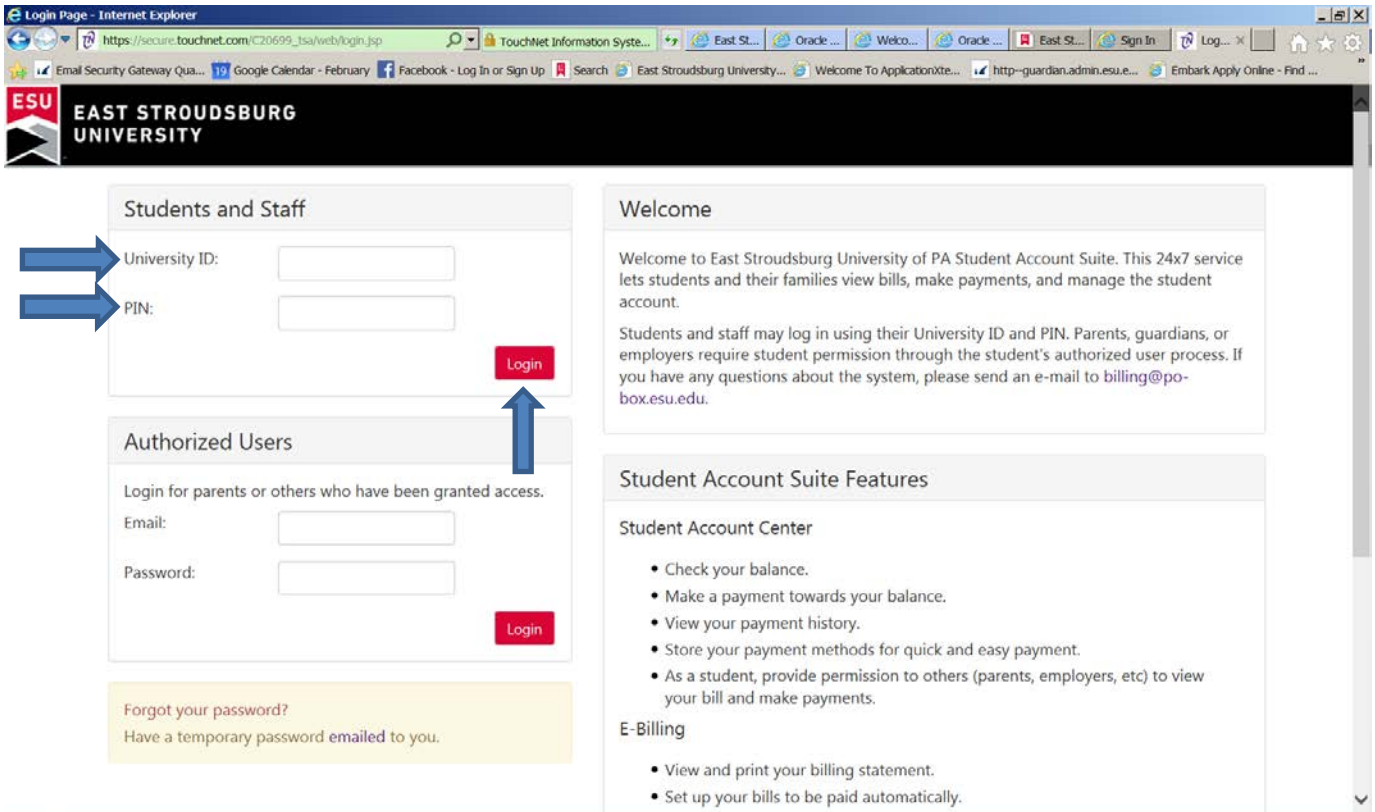 Login Page - Internet Explorer
https://secure.touchnet.com/C20699_tsa/web/login.jsp
TouchNet Information Syste...
East St...
Oracle ...
Welco...
Oracle ...
East St...
Sign In
Log...
Email Security Gateway Qua...
19
Google Calendar - February
Facebook - Log In or Sign Up
Search
East Stroudsburg University...
Welcome To ApplicationXte...
http--guardian.admin.esu.e...
Embark Apply Online - Find ...
ESU
EAST STROUDSBURG
UNIVERSITY
Students and Staff
University ID:
PIN:
Login
Authorized Users
Login for parents or others who have been granted access.
Email:
Password:
Login
Forgot your password?
Have a temporary password emailed to you.
Welcome
Welcome to East Stroudsburg University of PA Student Account Suite. This 24x7 service
lets students and their families view bills, make payments, and manage the student
account.
Students and staff may log in using their University ID and PIN. Parents, guardians, or
employers require student permission through the student's authorized user process. If
you have any questions about the system, please send an e-mail to billing@po-
box.esu.edu.
Student Account Suite Features
Student Account Center
• Check your balance.
• Make a payment towards your balance.
• View your payment history.
• Store your payment methods for quick and easy payment.
• As a student, provide permission to others (parents, employers, etc) to view
your bill and make payments.
E-Billing
• View and print your billing statement.
• Set up your bills to be paid automatically.